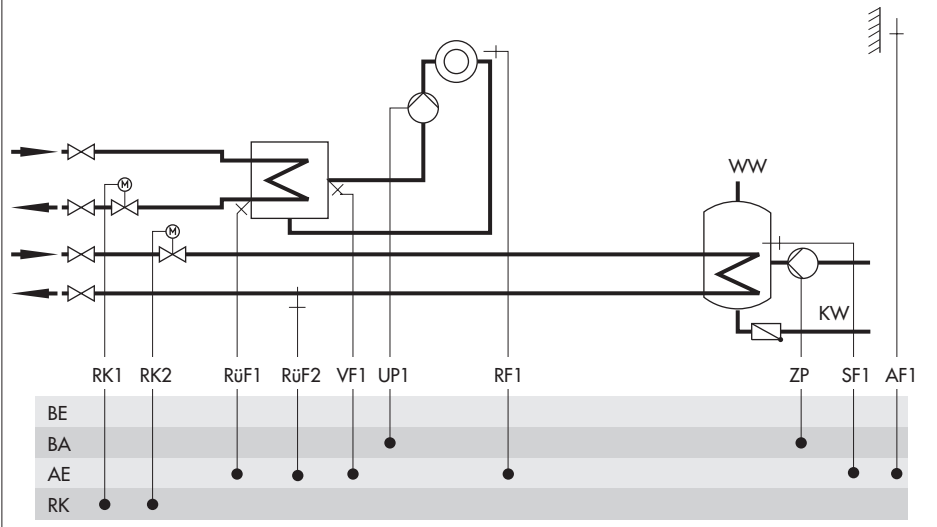 M
M
WW
KW
RK1 RK2 RüF1 RüF2 VF1 UP1 RF1 ZP SF1 AF1
BE
BA
AE
RK